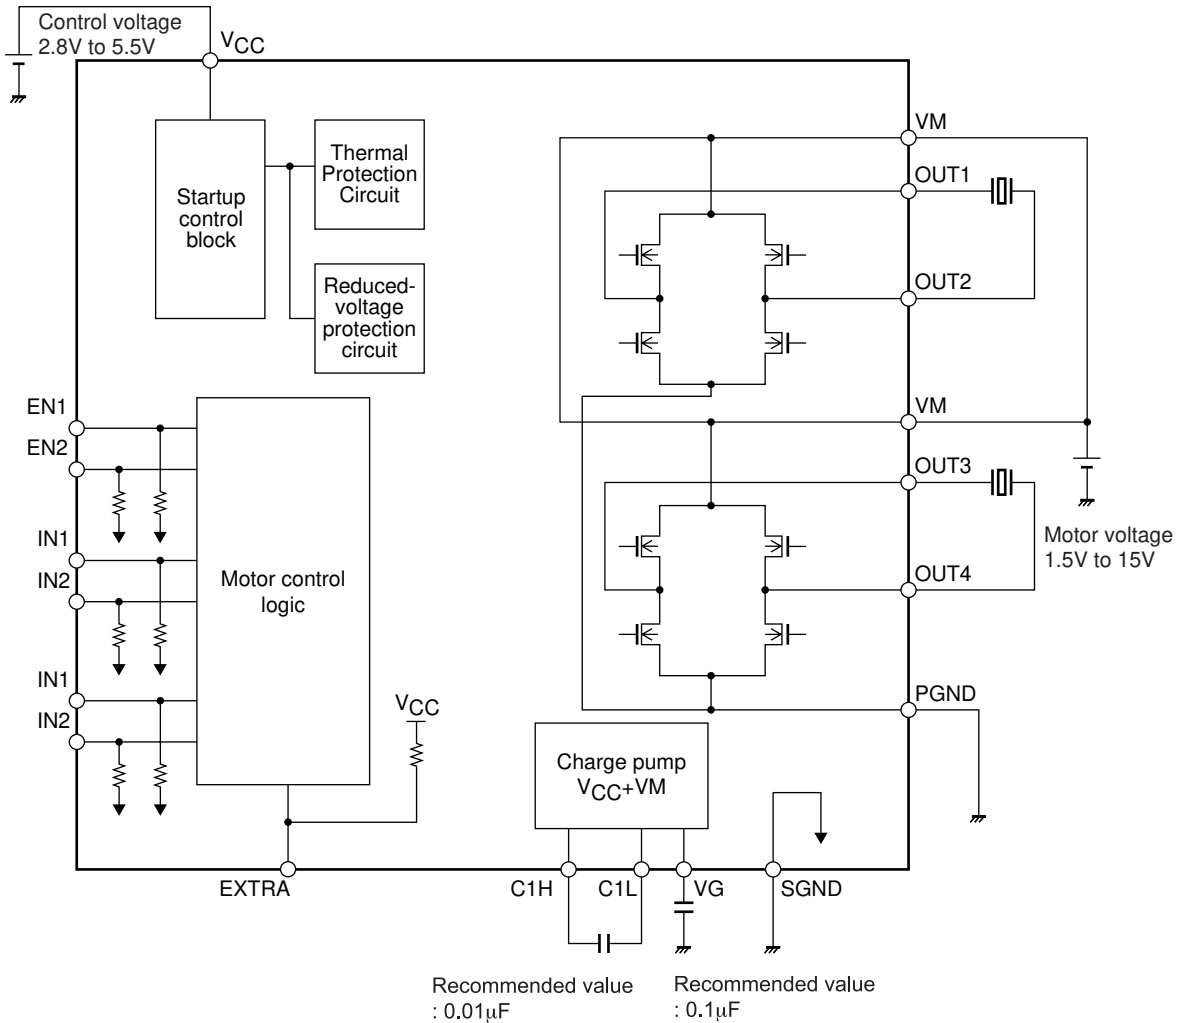 Control voltage
2.8V to 5.5V
VCC
Startup
control
block
Thermal
Protection
Circuit
Reduced-
voltage
protection
circuit
VM
OUT1
OUT2
VM
OUT3
OUT4
Motor voltage
1.5V to 15V
PGND
EN1
EN2
IN1
IN2
IN1
IN2
Motor control
logic
VCC
EXTRA
Charge pump
VCC+VM
C1H
C1L
VG
SGND
Recommended value
: 0.01μF
Recommended value
: 0.1μF